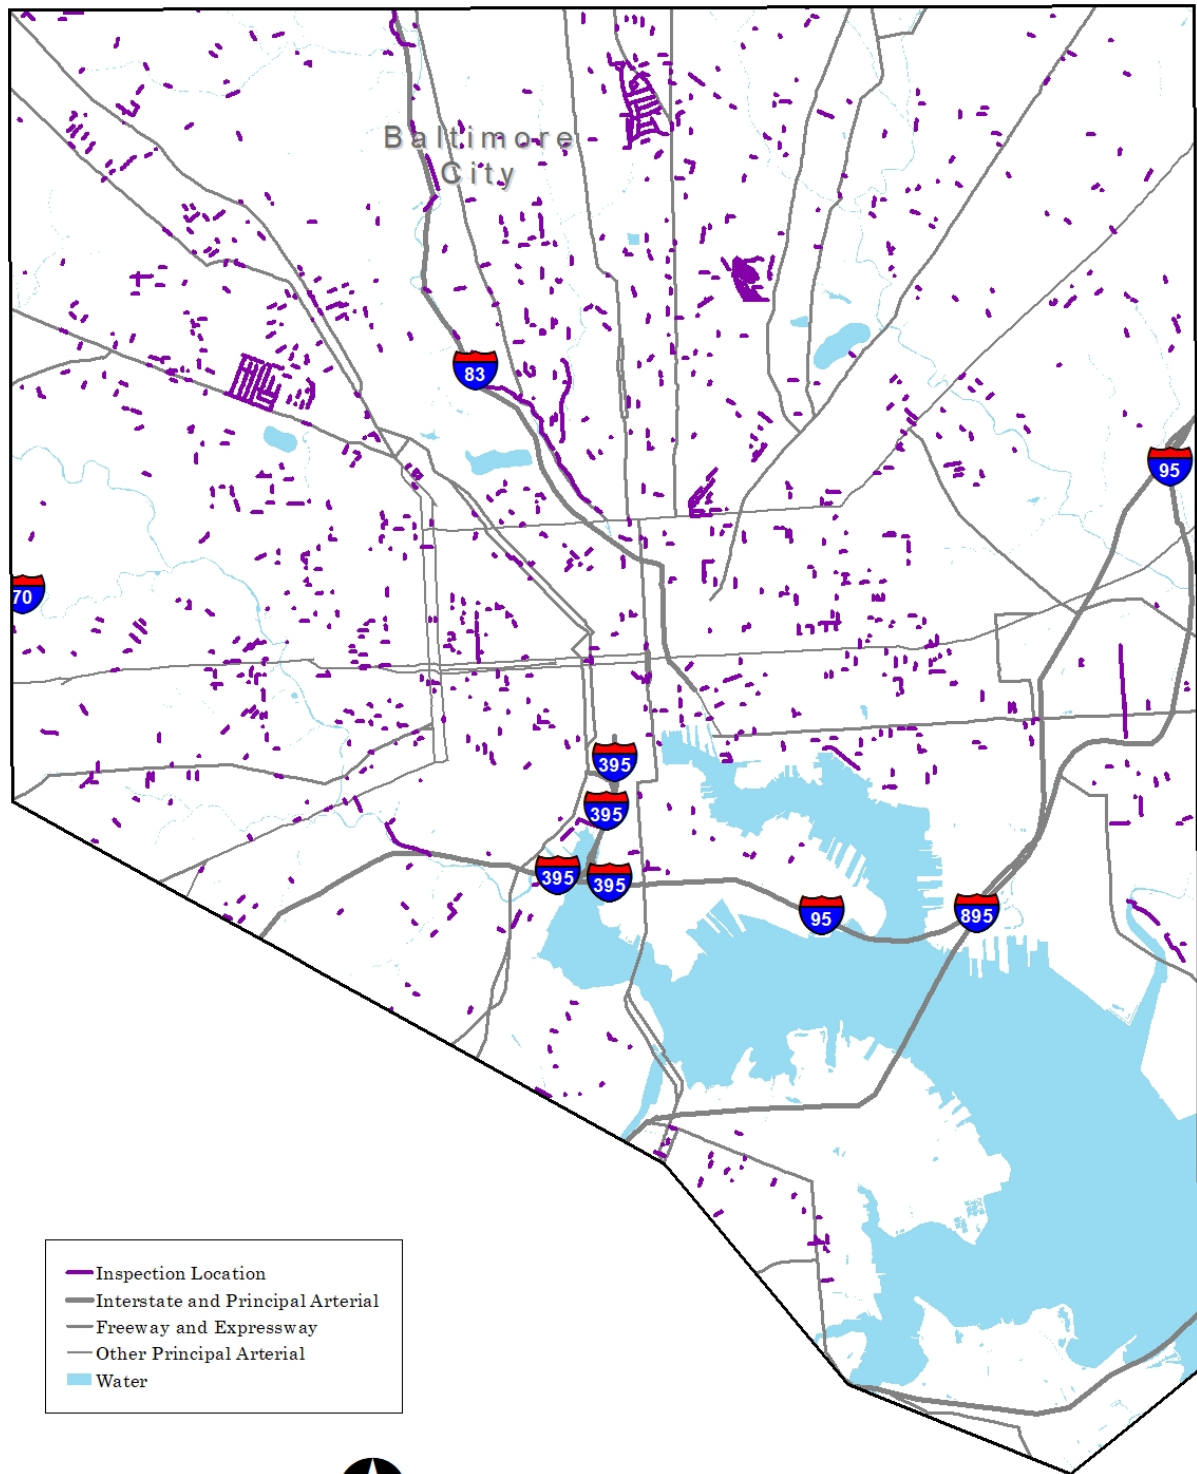 Baltimore
City
83
95
70
395
395
395
395
95
895
Inspection Location
Interstate and Principal Arterial
Freeway and Expressway
Other Principal Arterial
Water